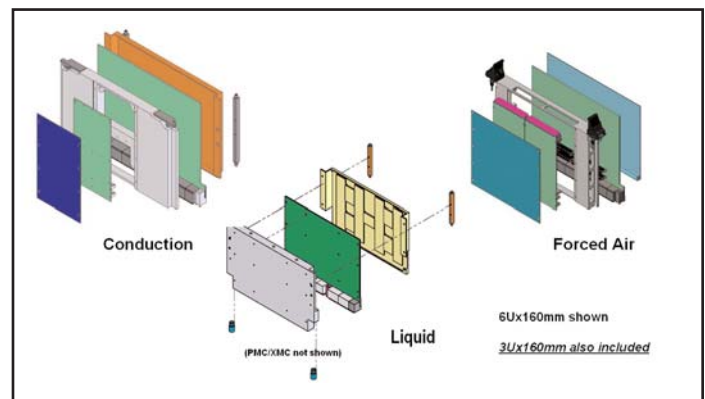 Conduction
Forced Air
Liquid
(PMC/XMC not shown)
6Ux160mm shown
3Ux160mm also included